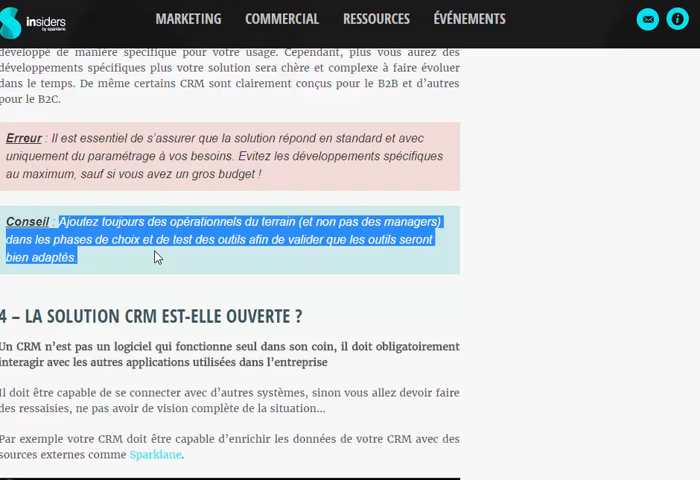 insiders
by sparklane
MARKETING COMMERCIAL RESSOURCES ÉVÉNEMENTS
développé de manière spécifique pour votre usage. Cependant, plus vous aurez des
développements spécifiques plus votre solution sera chère et complexe à faire évoluer
dans le temps. De même certains CRM sont clairement conçus pour le B2B et d’autres
pour le B2C.
Erreur : Il est essentiel de s’assurer que la solution répond en standard et avec
uniquement du paramétrage à vos besoins. Evitez les développements spécifiques
au maximum, sauf si vous avez un gros budget !
Conseil : Ajoutez toujours des opérationnels du terrain (et non pas des managers)
dans les phases de choix et de test des outils afin de valider que les outils seront
bien adaptés.
4 – LA SOLUTION CRM EST-ELLE OUVERTE ?
Un CRM n’est pas un logiciel qui fonctionne seul dans son coin, il doit obligatoirement
interagir avec les autres applications utilisées dans l’entreprise
Il doit être capable de se connecter avec d’autres systèmes, sinon vous allez devoir faire
des ressaisies, ne pas avoir de vision complète de la situation…
Par exemple votre CRM doit être capable d’enrichir les données de votre CRM avec des
sources externes comme Sparklane.